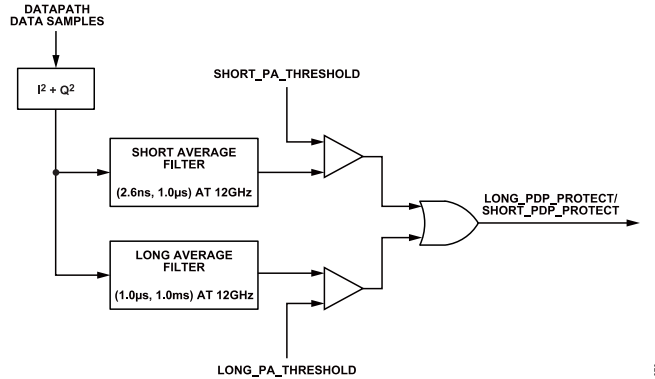 DATAPATH
DATA SAMPLES
I² + Q²
SHORT_PA_THRESHOLD
SHORT AVERAGE
FILTER
(2.6ns, 1.0µs) AT 12GHz
LONG_PDP_PROTECT/
SHORT_PDP_PROTECT
LONG AVERAGE
FILTER
(1.0µs, 1.0ms) AT 12GHz
LONG_PA_THRESHOLD